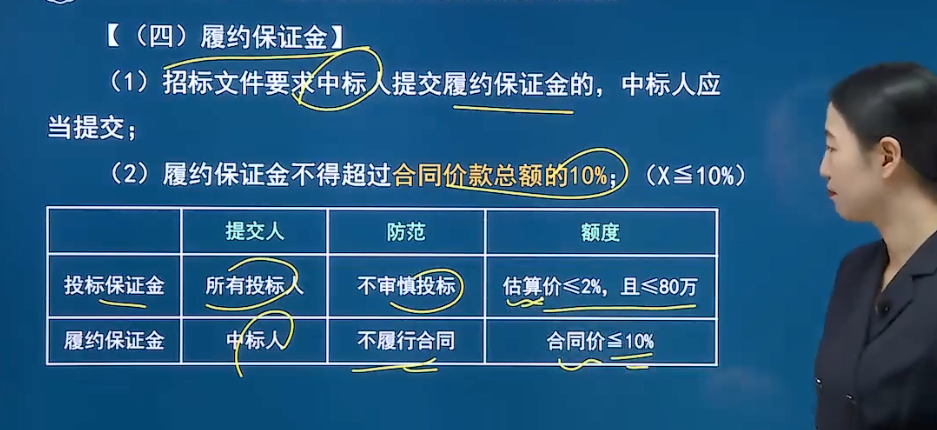 【（四）履约保证金】
（1）招标文件要求中标人提交履约保证金的，中标人应
当提交；
（2）履约保证金不得超过合同价款总额的10%；（X≦10%）
提交人 防范 额度
投标保证金 所有投标人 不审慎投标 估算价≤2%，且≤80万
履约保证金 中标人 不履行合同 合同价≦10%